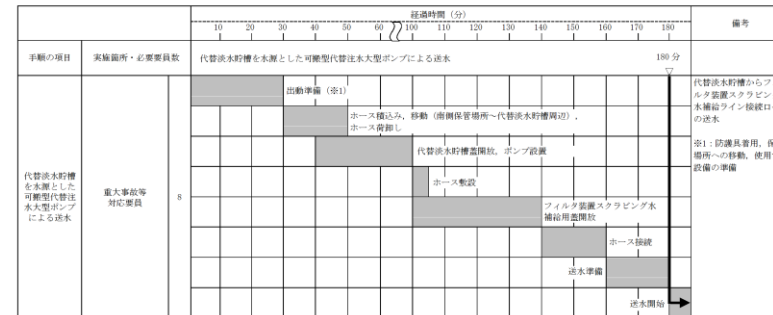 経過時間（分）
備考
10 20 30 40 50 60 90 100 110 120 130 140 150 160 170 180
手順の項目
実施箇所・必要要員数
代替淡水貯槽を水源とした可搬型代替注水大型ポンプによる送水
180 分
代替淡水貯槽
を水源とした
可搬型代替注
水大型ポンプ
による送水
重大事故等
対応要員
8
出動準備（※1）
ホース積込み，移動（南側保管場所～代替淡水貯槽周辺），
ホース荷卸し
代替淡水貯槽蓋開放，ポンプ設置
ホース敷設
フィルタ装置スクラビング水
補給用蓋開放
ホース接続
送水準備
送水開始
代替淡水貯槽からフ
ィルタ装置スクラビン
水補給ライン接続ロ
の送水
※1：防護具着用，保
場所への移動，使用
設備の準備